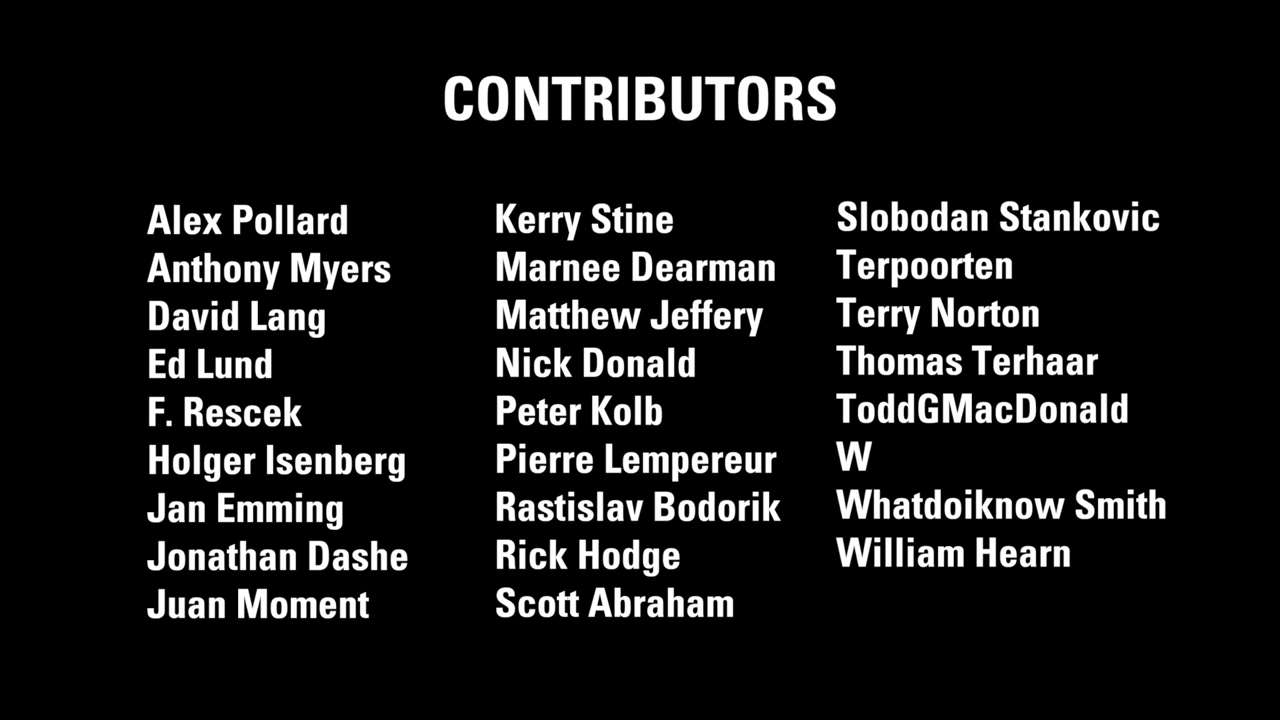 CONTRIBUTORS
Alex Pollard
Anthony Myers
David Lang
Ed Lund
F. Rescek
Holger Isenberg
Jan Emming
Jonathan Dashe
Juan Moment
Kerry Stine
Marnee Dearman
Matthew Jeffery
Nick Donald
Peter Kolb
Pierre Lempereur
Rastislav Bodorik
Rick Hodge
Scott Abraham
Slobodan Stankovic
Terpoorten
Terry Norton
Thomas Terhaar
ToddGMacDonald
W
Whatdoiknow Smith
William Hearn